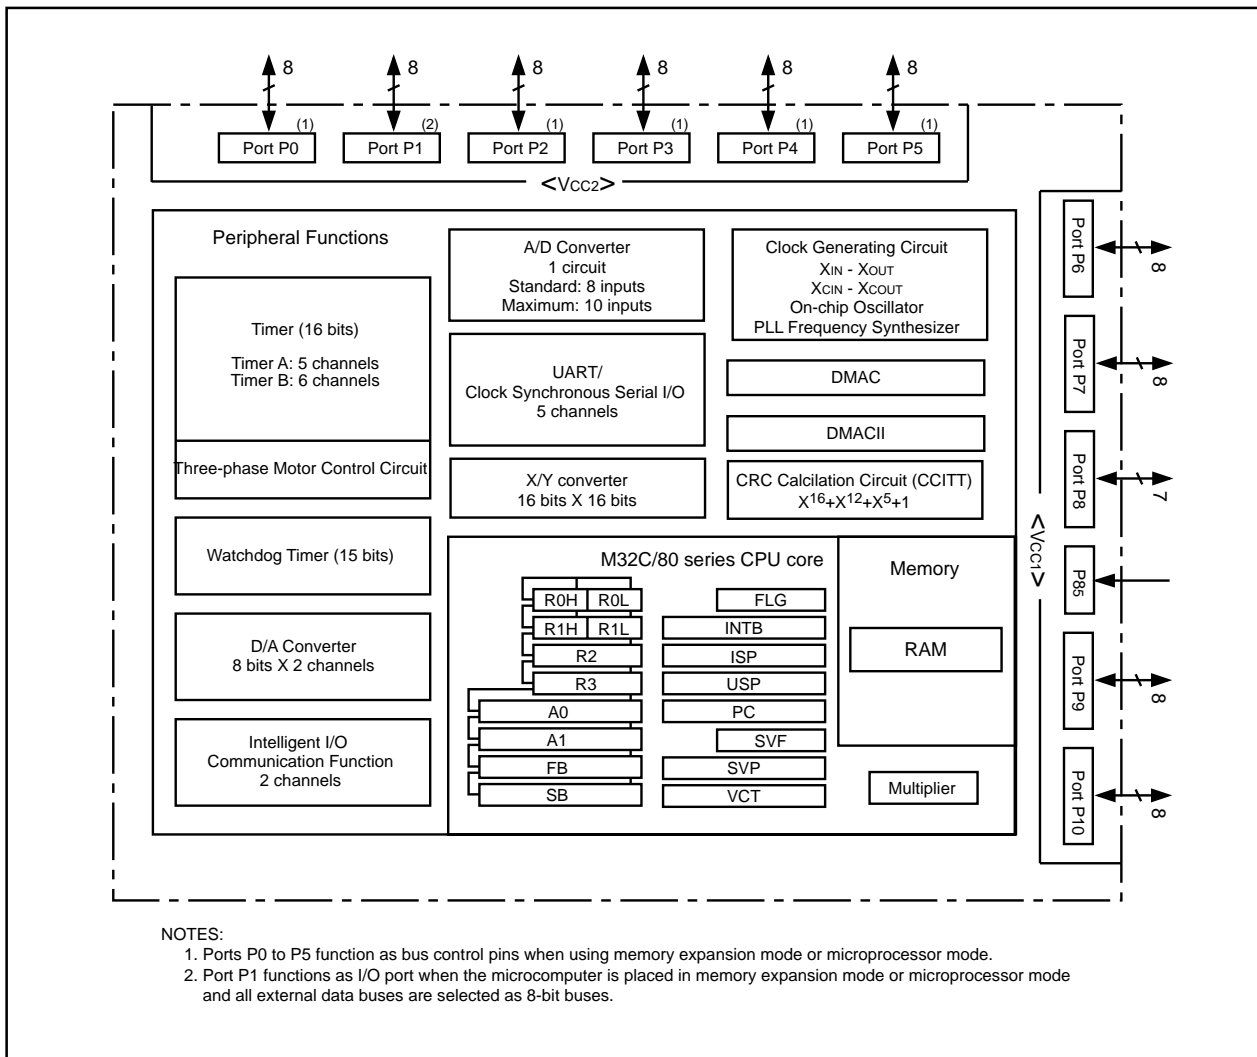 8 8 8 8 8 8
(1) (2) (1) (1) (1) (1)
Port P0 Port P1 Port P2 Port P3 Port P4 Port P5
<VCC2>
Peripheral Functions
Timer (16 bits)
Timer A: 5 channels
Timer B: 6 channels
Three-phase Motor Control Circuit
Watchdog Timer (15 bits)
D/A Converter
8 bits X 2 channels
Intelligent I/O
Communication Function
2 channels
A/D Converter
1 circuit
Standard: 8 inputs
Maximum: 10 inputs
UART/
Clock Synchronous Serial I/O
5 channels
X/Y converter
16 bits X 16 bits
Clock Generating Circuit
XIN - XOUT
XCIN - XCOUT
On-chip Oscillator
PLL Frequency Synthesizer
DMAC
DMACII
CRC Calcilation Circuit (CCITT)
X16+X12+X5+1
M32C/80 series CPU core
R0H R0L
R1H R1L
R2
R3
A0
A1
FB
SB
FLG
INTB
ISP
USP
PC
SVF
SVP
VCT
Memory
RAM
Multiplier
<VCC1>
Port P6
8
Port P7
8
Port P8
7
P85
Port P9
8
Port P10
8
NOTES:
1. Ports P0 to P5 function as bus control pins when using memory expansion mode or microprocessor mode.
2. Port P1 functions as I/O port when the microcomputer is placed in memory expansion mode or microprocessor mode
and all external data buses are selected as 8-bit buses.